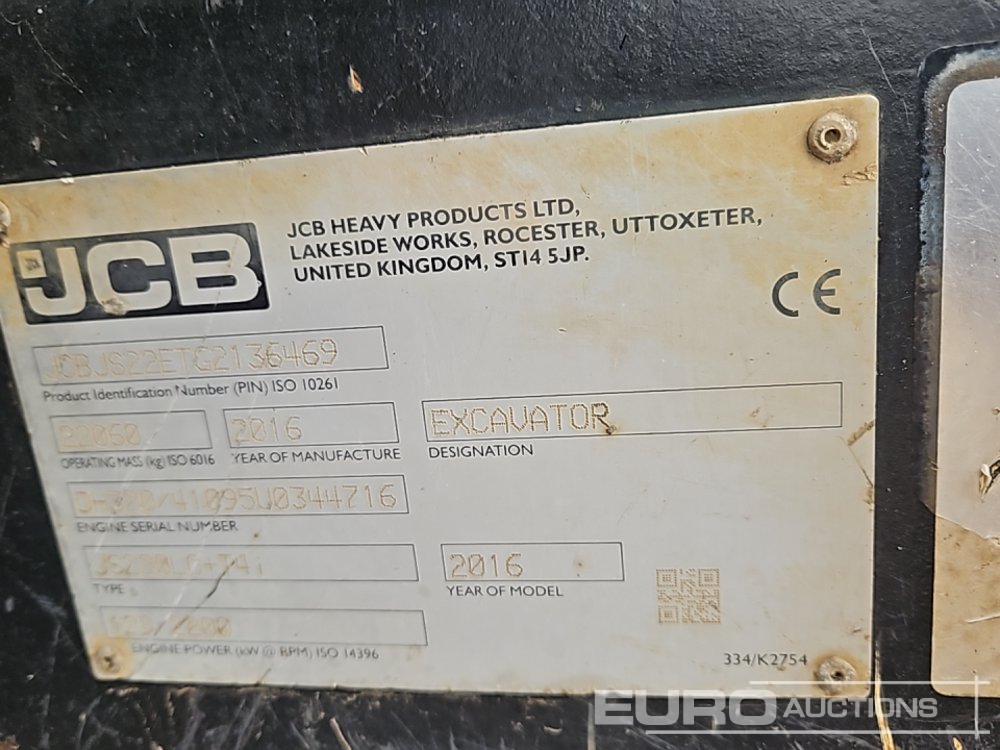 JCB
JCB HEAVY PRODUCTS LTD,
LAKESIDE WORKS, ROCESTER, UTTOXETER,
UNITED KINGDOM, ST14 5JP.
CE
JCBJS22ETG2136469
Product Identification Number (PIN) ISO 10261
22060
2016
EXCAVATOR
OPERATING MASS (kg) ISO 6016
YEAR OF MANUFACTURE
DESIGNATION
ENGINE SERIAL NUMBER
2016
TYPE
YEAR OF MODEL
ENGINE POWER (kW @ RPM) ISO 14396
334/K2754
EURO AUCTIONS